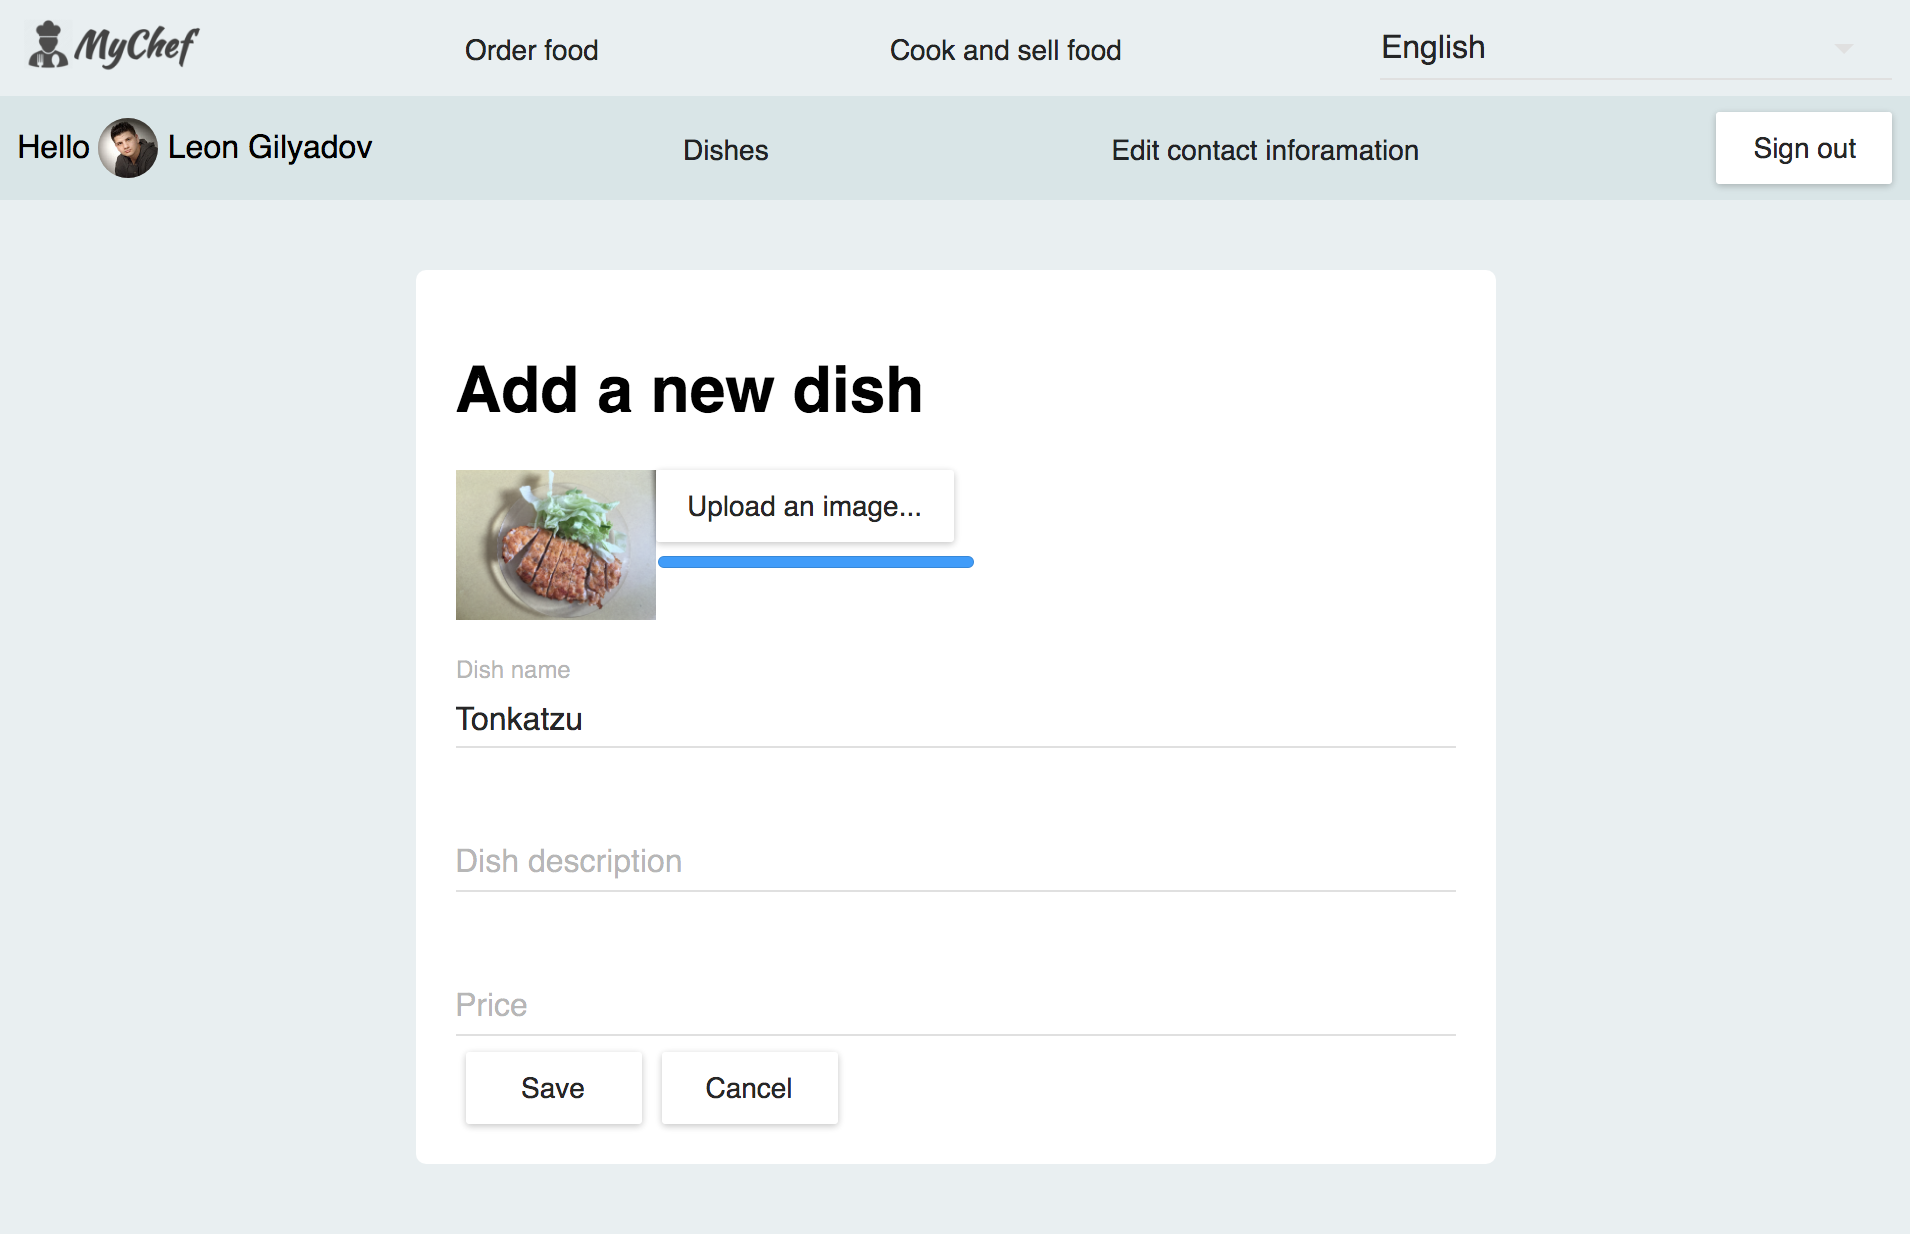 MyChef
Order food
Cook and sell food
English
Hello Leon Gilyadov
Dishes
Edit contact inforamation
Sign out
Add a new dish
Upload an image...
Dish name
Tonkatzu
Dish description
Price
Save
Cancel